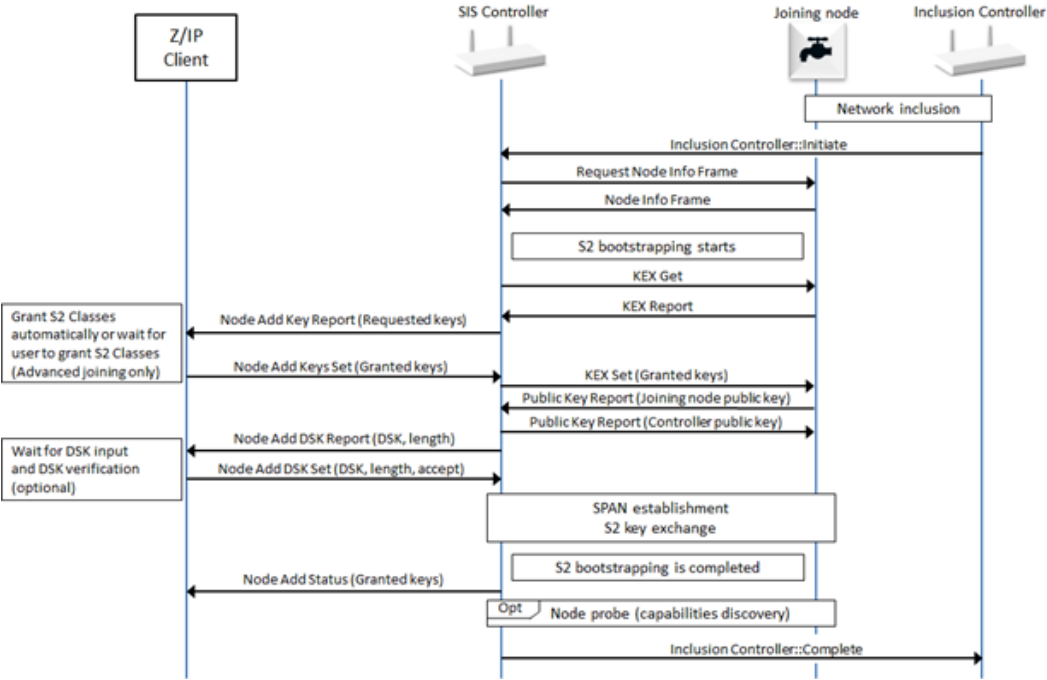 SIS Controller
Joining node
Inclusion Controller
Z/IP
Client
Network inclusion
Inclusion Controller::Initiate
Request Node Info Frame
Node Info Frame
S2 bootstrapping starts
KEX Get
KEX Report
Grant S2 Classes
automatically or wait for
user to grant S2 Classes
(Advanced joining only)
Node Add Key Report (Requested keys)
Node Add Keys Set (Granted keys)
KEX Set (Granted keys)
Public Key Report (Joining node public key)
Public Key Report (Controller public key)
Wait for DSK input
and DSK verification
(optional)
Node Add DSK Report (DSK, length)
Node Add DSK Set (DSK, length, accept)
SPAN establishment
S2 key exchange
S2 bootstrapping is completed
Node Add Status (Granted keys)
Opt
Node probe (capabilities discovery)
Inclusion Controller::Complete